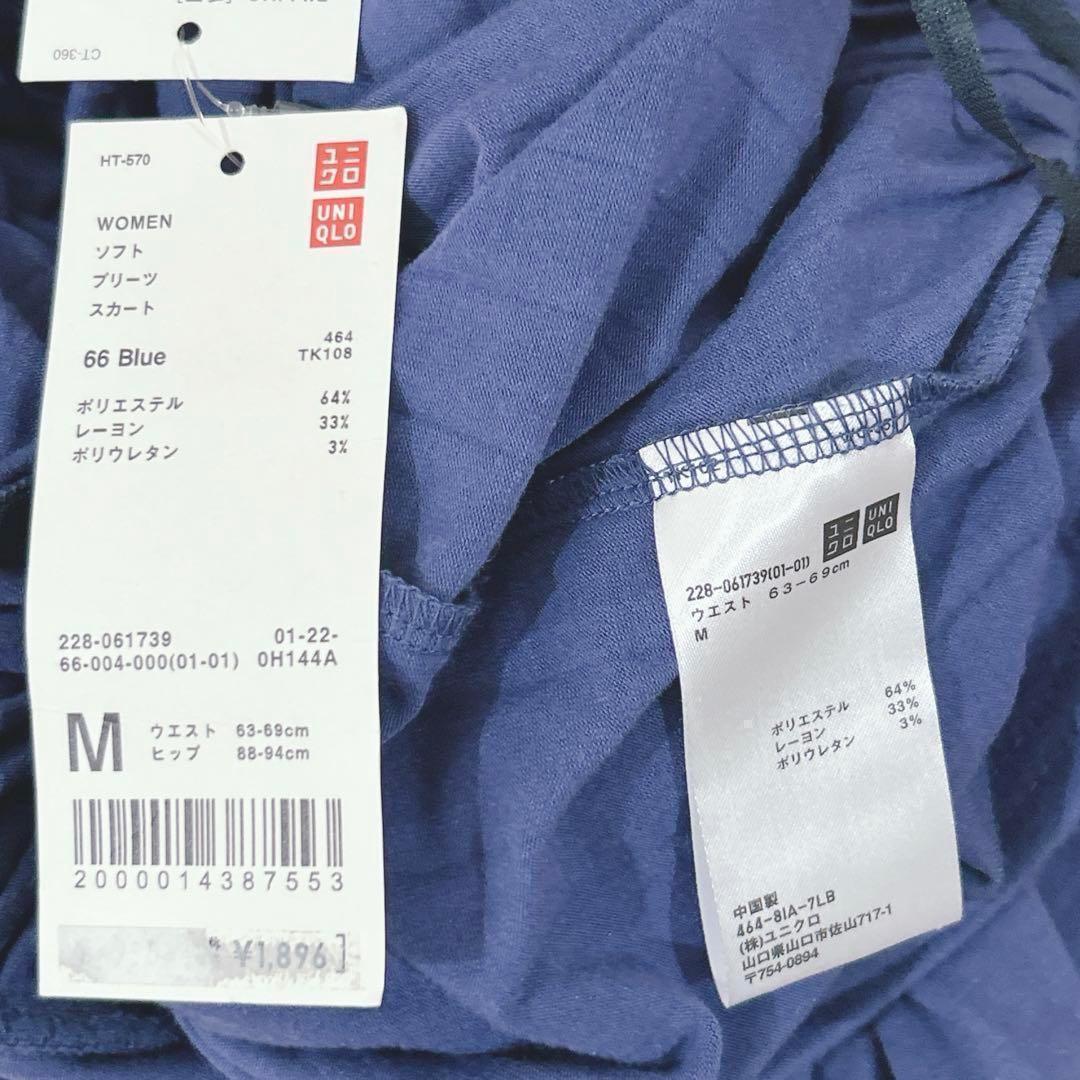 CT-360
HT-570
ユニ
クロ
UNI
QLO
WOMEN
ソフト
プリーツ
スカート
66 Blue
464
TK108
ポリエステル 64%
レーヨン 33%
ポリウレタン 3%
228-061739 01-22-
66-004-000(01-01) 0H144A
M
ウエスト 63-69cm
ヒップ 88-94cm
2000014387553
¥1,896
ユニ
クロ
UNI
QLO
228-061739(01-01)
ウエスト 63-69cm
M
ポリエステル 64%
レーヨン 33%
ポリウレタン 3%
中国製
464-8IA-7LB
(株)ユニクロ
山口県山口市佐山717-1
〒754-0894